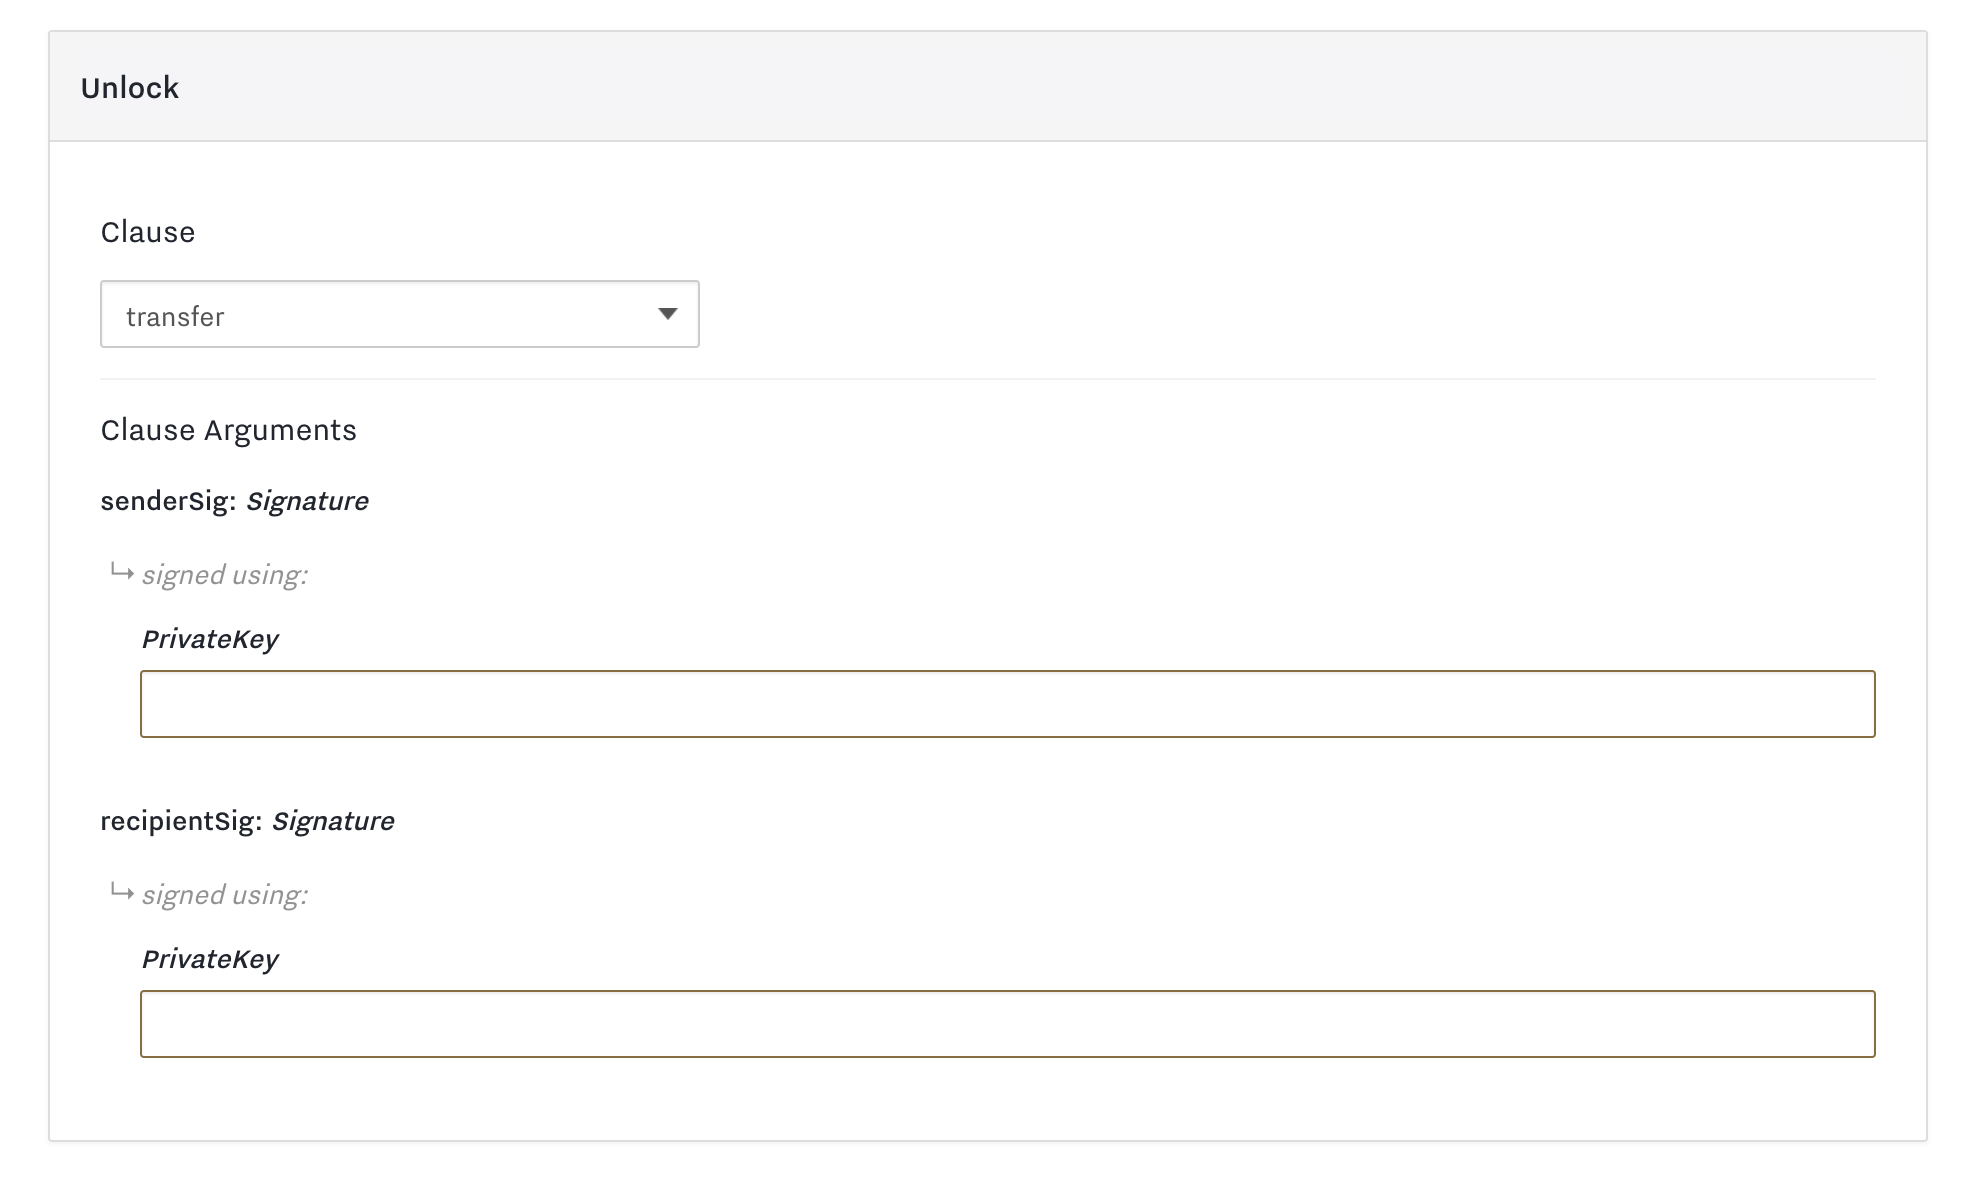 Unlock
Clause
transfer
Clause Arguments
senderSig: Signature
↳ signed using:
PrivateKey
recipientSig: Signature
↳ signed using:
PrivateKey